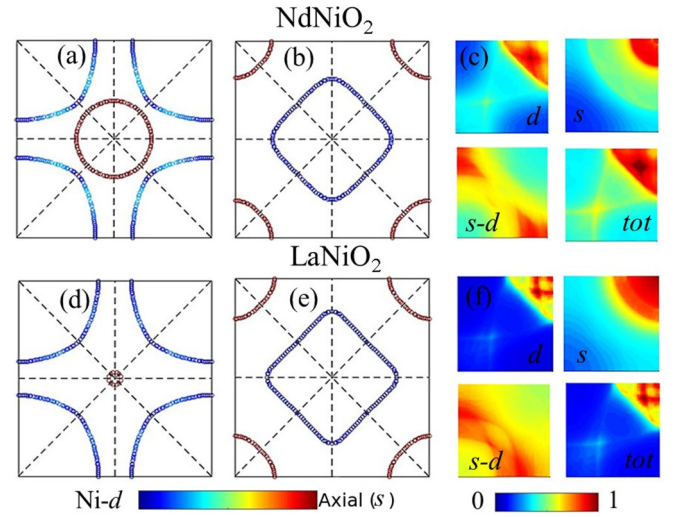 NdNiO₂
(a) (b) (c)
d s
s-d tot
LaNiO₂
(d) (e) (f)
d s
s-d tot
Ni-d Axial (s) 0 1